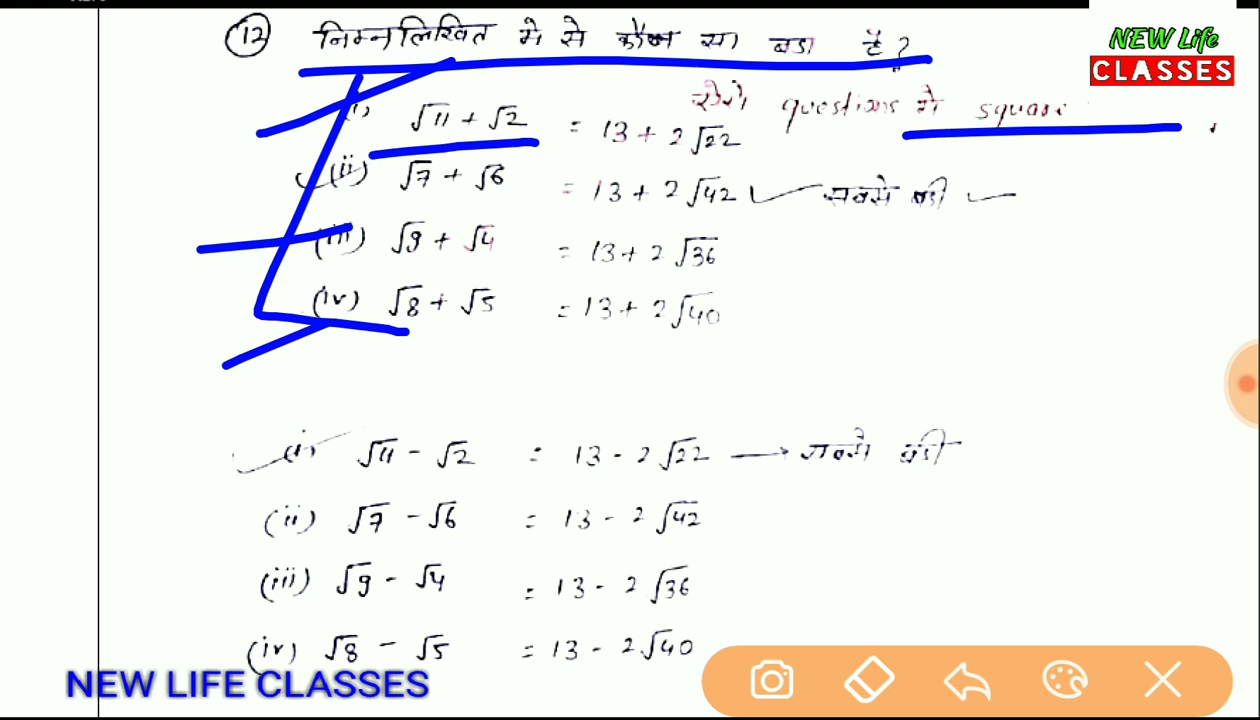 (12) निम्नलिखित मे से कौन सा बडा है?
NEW Life
CLASSES
ऐसे questions मे square
(i) √11 + √2 = 13 + 2√22
(ii) √7 + √6 = 13 + 2√42 सबसे बडी
(iii) √9 + √4 = 13 + 2√36
(iv) √8 + √5 = 13 + 2√40
(i) √4 - √2 = 13 - 2√22 → सबसे बडी
(ii) √7 - √6 = 13 - 2√42
(iii) √9 - √4 = 13 - 2√36
(iv) √8 - √5 = 13 - 2√40
NEW LIFE CLASSES